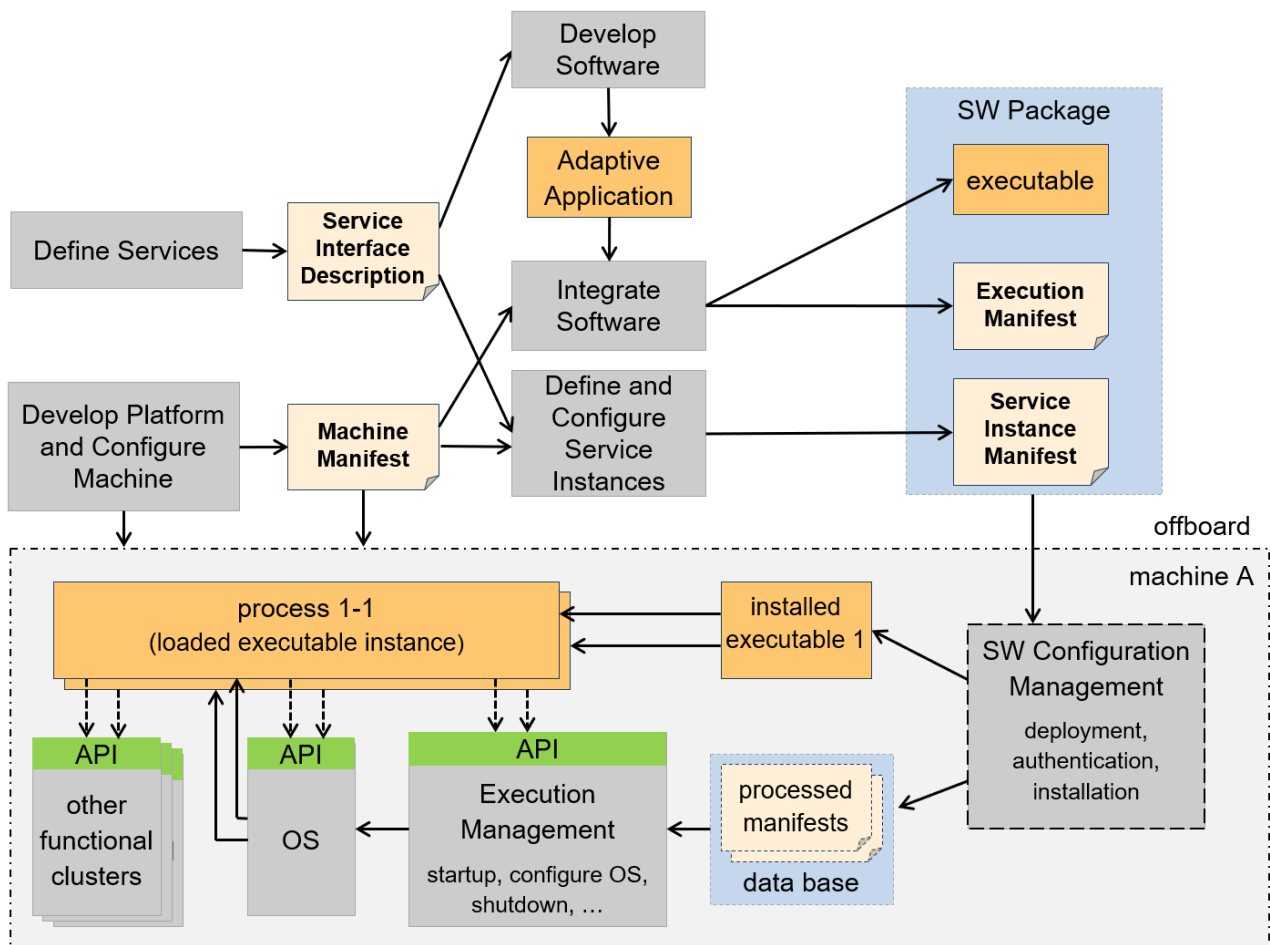 Develop
Software
SW Package
Adaptive
Application
executable
Define Services
Service
Interface
Description
Integrate
Software
Execution
Manifest
Develop Platform
and Configure
Machine
Machine
Manifest
Define and
Configure
Service
Instances
Service
Instance
Manifest
offboard
machine A
process 1-1
(loaded executable instance)
installed
executable 1
SW Configuration
Management
deployment,
authentication,
installation
API
other
functional
clusters
API
OS
API
Execution
Management
startup, configure OS,
shutdown, …
processed
manifests
data base